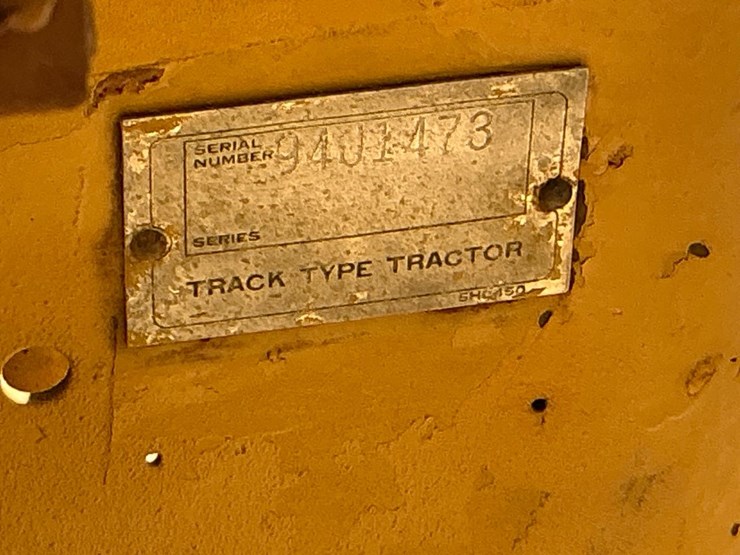 SERIAL
NUMBER 94J1473
SERIES
TRACK TYPE TRACTOR